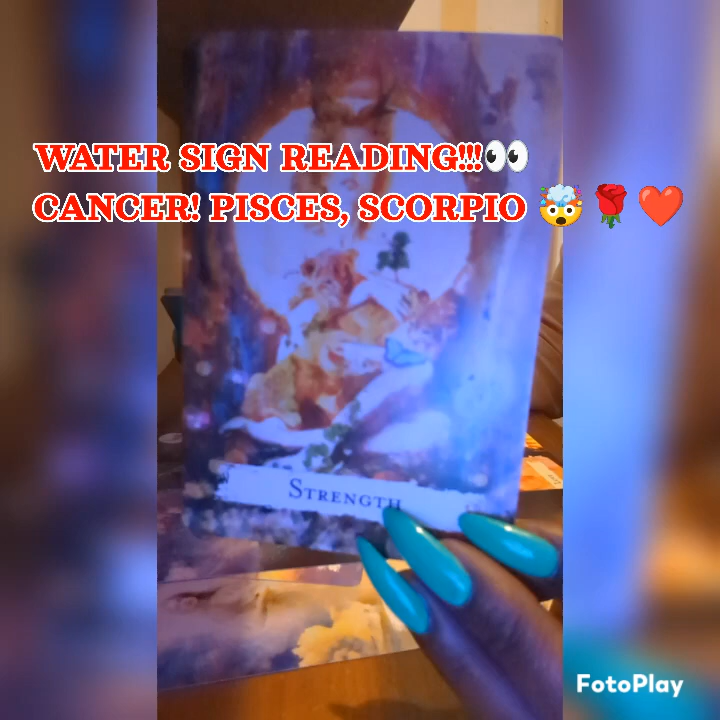 WATER SIGN READING!!!👀
CANCER! PISCES, SCORPIO 🤯🌹❤️
STRENGTH
FotoPlay